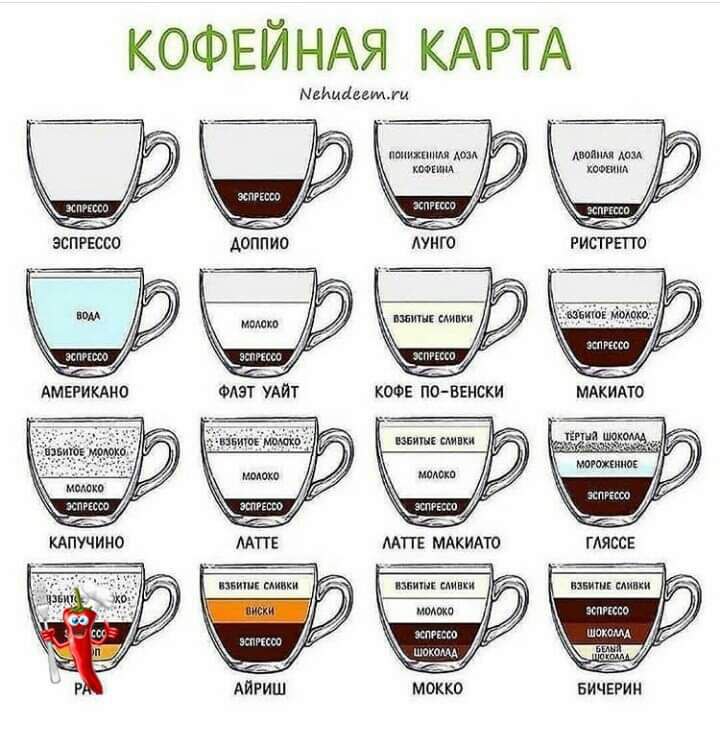 КОФЕЙНАЯ КАРТА
Nehudeem.ru
ЭСПРЕССО
ЭСПРЕССО
ЭСПРЕССО
ДОППИО
ПОНИЖЕННАЯ ДОЗА
КОФЕИНА
ЭСПРЕССО
ЛУНГО
ДВОЙНАЯ ДОЗА
КОФЕИНА
ЭСПРЕССО
РИСТРЕТТО
ВОДА
ЭСПРЕССО
АМЕРИКАНО
МОЛОКО
ЭСПРЕССО
ФЛЭТ УАЙТ
ВЗБИТЫЕ СЛИВКИ
ЭСПРЕССО
КОФЕ ПО-ВЕНСКИ
ВЗБИТОЕ МОЛОКО
ЭСПРЕССО
МАКИАТО
ВЗБИТОЕ МОЛОКО
МОЛОКО
ЭСПРЕССО
КАПУЧИНО
ВЗБИТОЕ МОЛОКО
МОЛОКО
ЭСПРЕССО
ЛАТТЕ
ВЗБИТЫЕ СЛИВКИ
МОЛОКО
ЭСПРЕССО
ЛАТТЕ МАКИАТО
ТЁРТЫЙ ШОКОЛАД
МОРОЖЕННОЕ
ЭСПРЕССО
ГЛЯССЕ
ВЗБИТЫЕ СЛИВКИ
ВИСКИ
ЭСПРЕССО
АЙРИШ
ВЗБИТЫЕ СЛИВКИ
МОЛОКО
ЭСПРЕССО
ШОКОЛАД
МОККО
ВЗБИТЫЕ СЛИВКИ
ЭСПРЕССО
ШОКОЛАД
БЕЛЫЙ
ШОКОЛАД
БИЧЕРИН